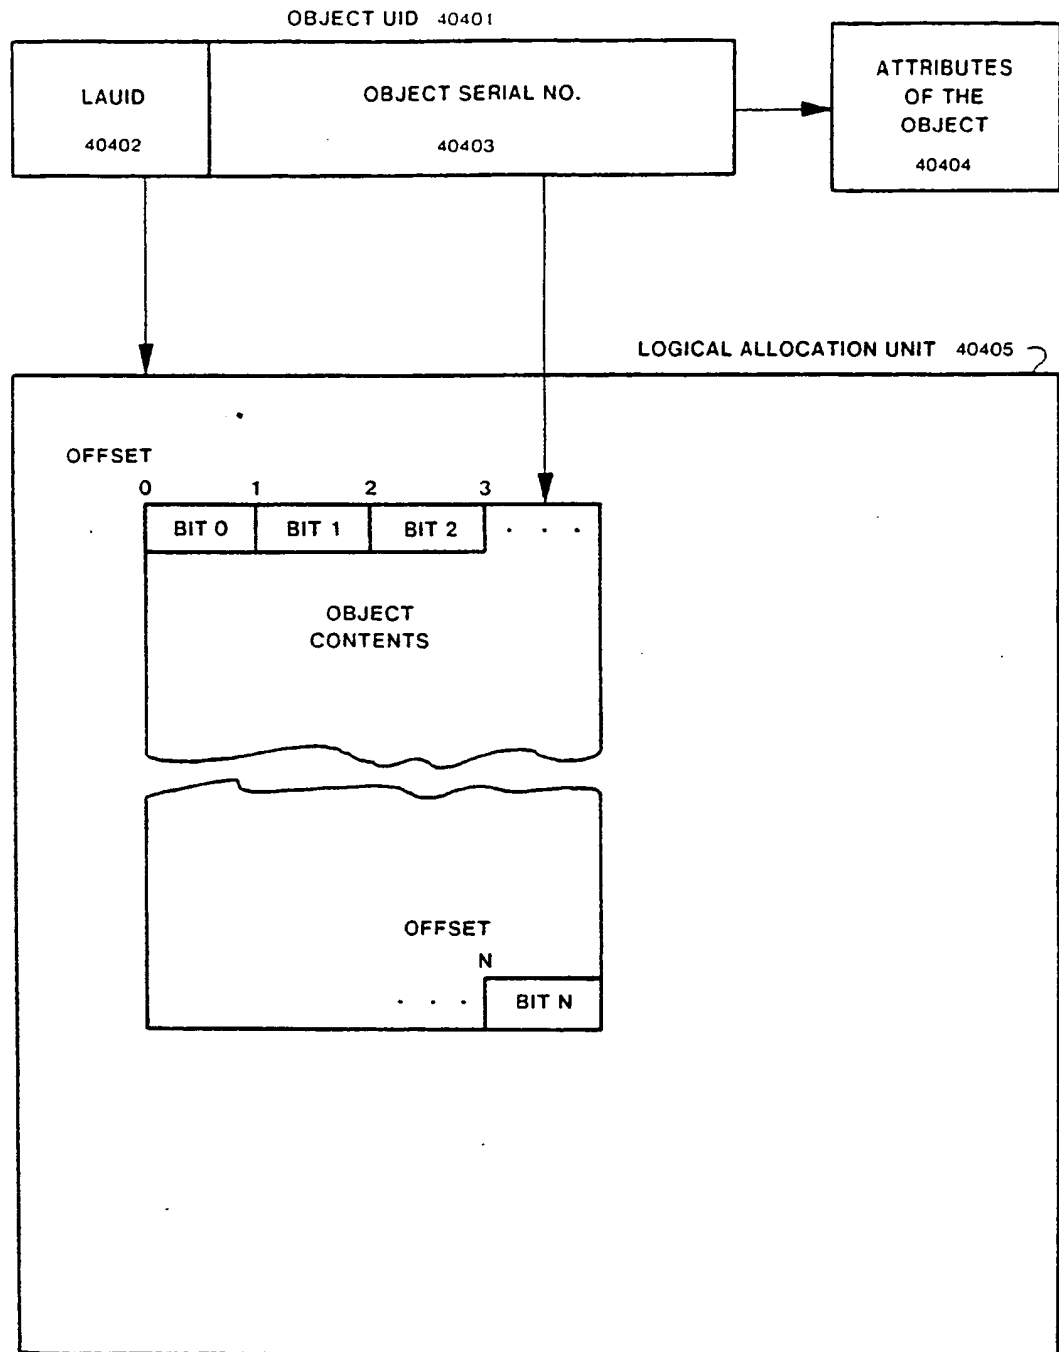 OBJECT UID 40401
LAUID
40402
OBJECT SERIAL NO.
40403
ATTRIBUTES
OF THE
OBJECT
40404
LOGICAL ALLOCATION UNIT 40405
OFFSET
0 1 2 3
BIT 0 BIT 1 BIT 2 . . .
OBJECT
CONTENTS
OFFSET
N
. . . BIT N